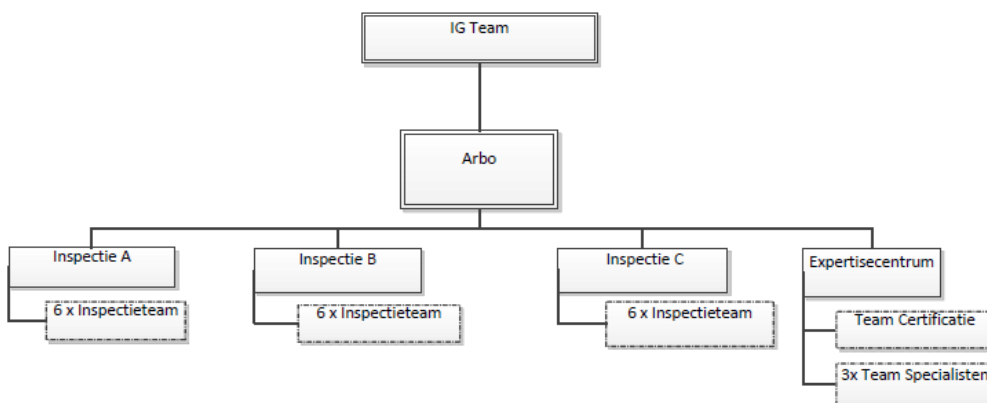 IG Team
Arbo
Inspectie A
Inspectie B
Inspectie C
Expertisecentrum
6 x Inspectieteam
6 x Inspectieteam
6 x Inspectieteam
Team Certificatie
3x Team Specialisten